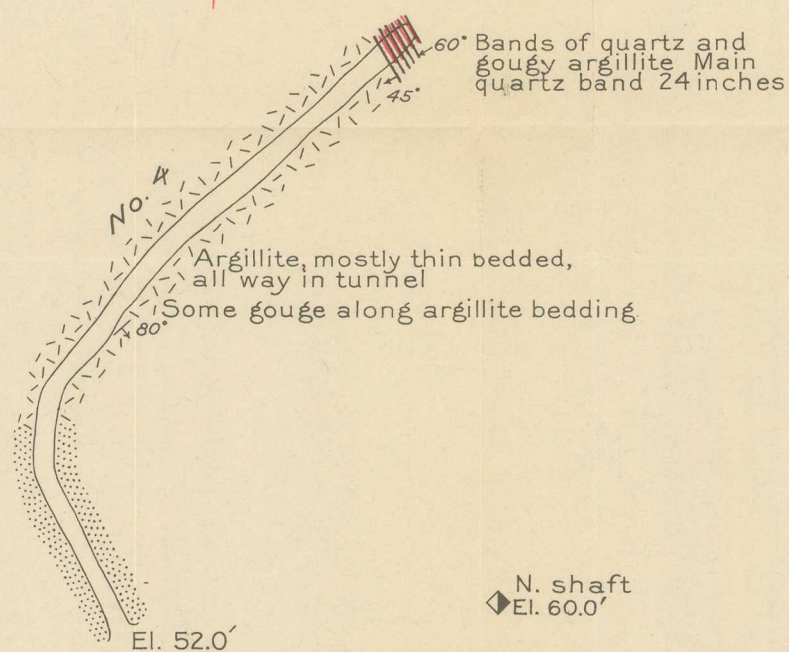 60° Bands of quartz and
gougy argillite Main
quartz band 24 inches
45°
No. 4
Argillite, mostly thin bedded,
all way in tunnel
Some gouge along argillite bedding
80°
N. shaft
El. 60.0'
El. 52.0'